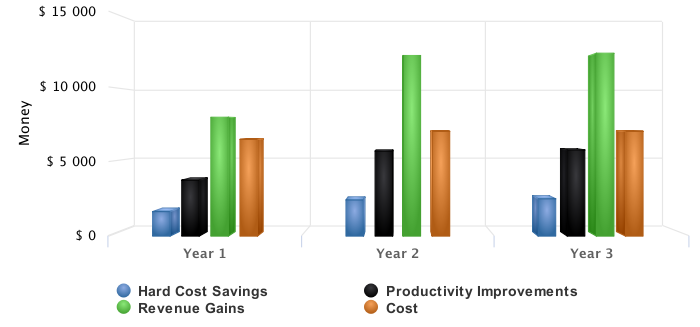 $ 15 000
$ 10 000
$ 5 000
$ 0
Money
Year 1 Year 2 Year 3
Hard Cost Savings Productivity Improvements
Revenue Gains Cost